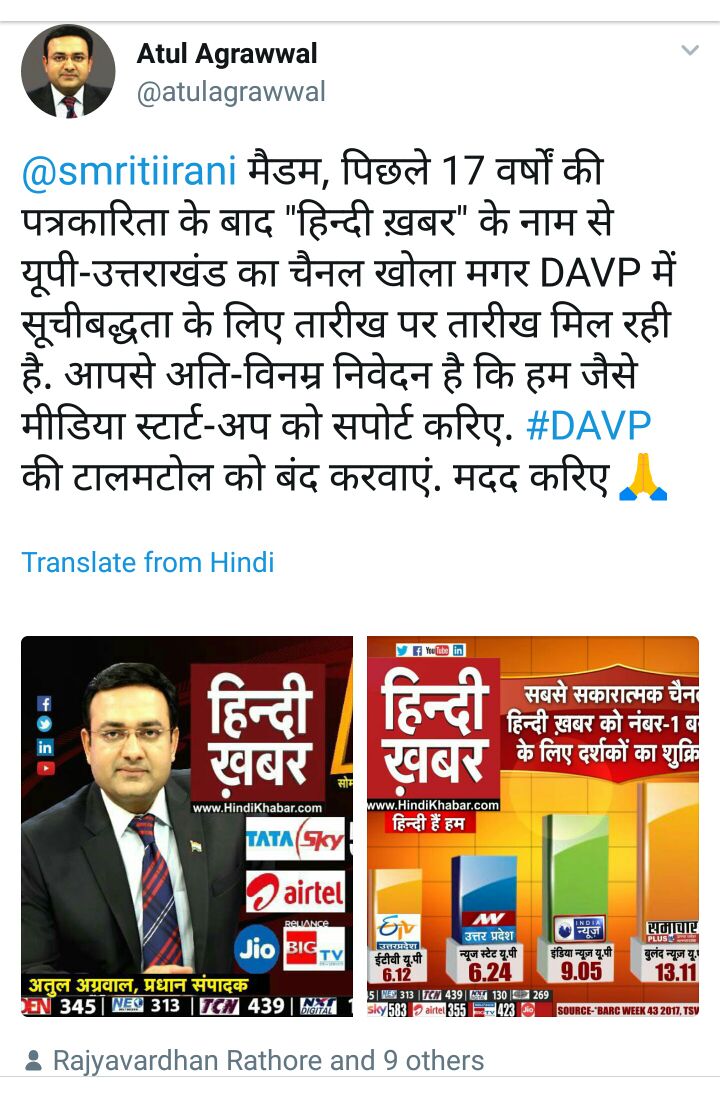 Atul Agrawwal
@atulagrawwal
@smritiirani मैडम, पिछले 17 वर्षों की
पत्रकारिता के बाद "हिन्दी ख़बर" के नाम से
यूपी-उत्तराखंड का चैनल खोला मगर DAVP में
सूचीबद्धता के लिए तारीख पर तारीख मिल रही
है. आपसे अति-विनम्र निवेदन है कि हम जैसे
मीडिया स्टार्ट-अप को सपोर्ट करिए. #DAVP
की टालमटोल को बंद करवाएं. मदद करिए 🙏
Translate from Hindi
हिन्दी
ख़बर
www.HindiKhabar.com
सोम
TATA Sky
airtel
RELIANCE
Jio BIG TV
अतुल अग्रवाल, प्रधान संपादक
DEN 345 | NEO 313 | TCN 439 | NXT DIGITAL 1
You Tube
हिन्दी
ख़बर
www.HindiKhabar.com
हिन्दी हैं हम
सबसे सकारात्मक चैन
हिन्दी ख़बर को नंबर-1 ब
के लिए दर्शकों का शुक्रि
etv
उत्तरप्रदेश
ईटीवी यू.पी
6.12
उत्तर प्रदेश
न्यूज़ स्टेट यू.पी
6.24
INDIA
न्यूज़
इंडिया न्यूज़ यू.पी
9.05
समाचार
PLUS
बुलंद न्यूज़ यू.
13.11
5 | NEO 313 | TCN 439 | NXT 130 | 269
sky 583 airtel 355 BIG TV 423 Jio
SOURCE-*BARC WEEK 43 2017, TSV
Rajyavardhan Rathore and 9 others